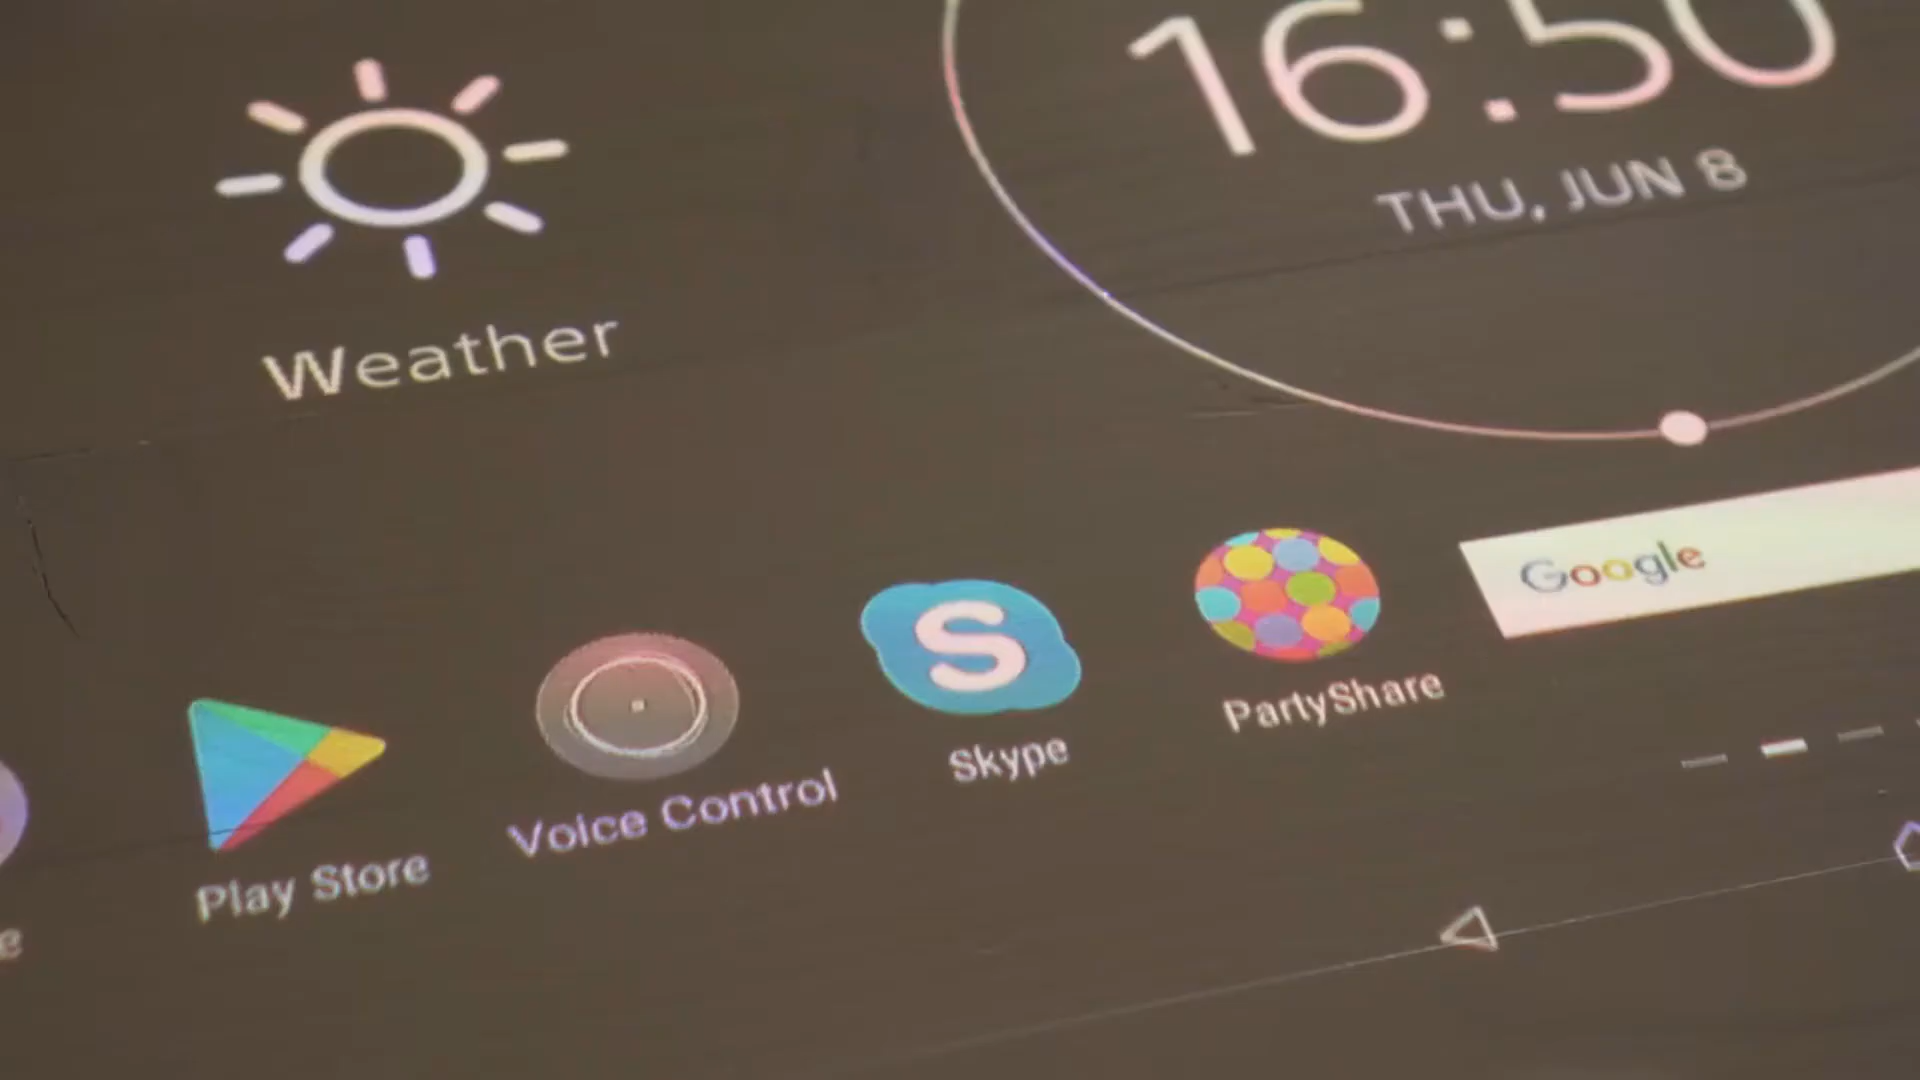 16:50
THU, JUN 8
Weather
Google
PartyShare
Skype
Voice Control
Play Store
e